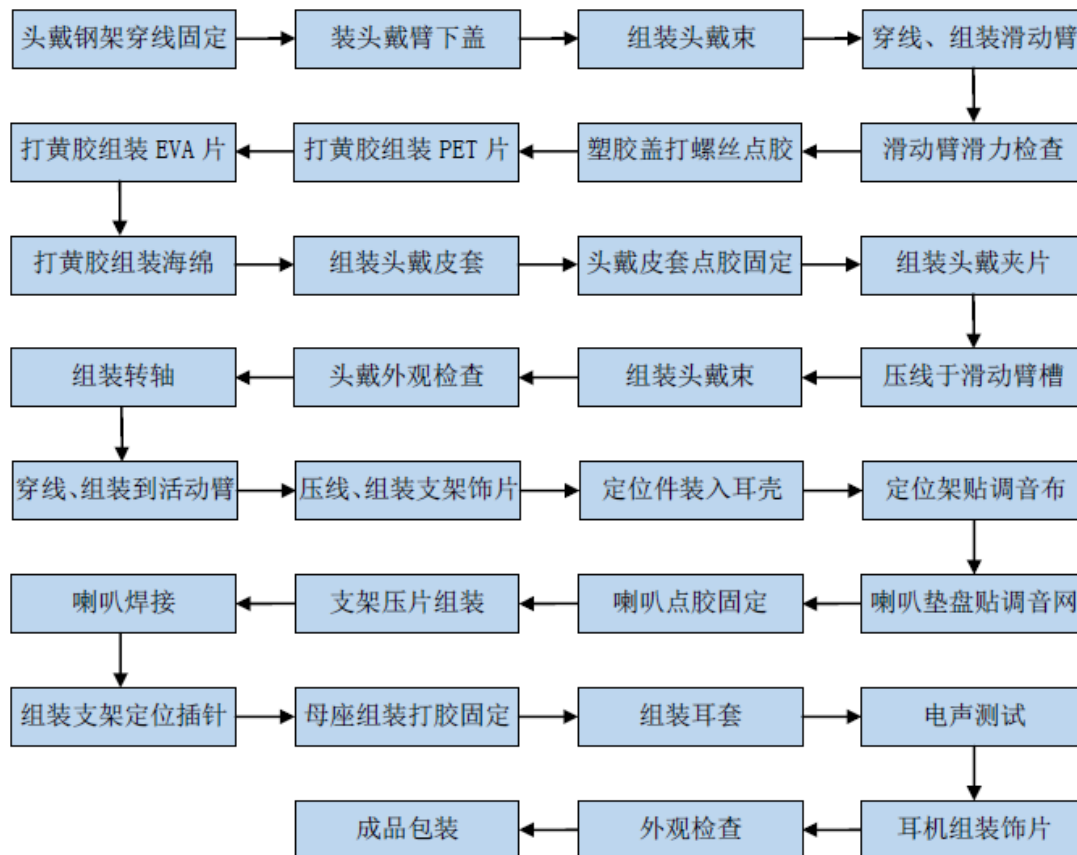 头戴钢架穿线固定
装头戴臂下盖
组装头戴束
穿线、组装滑动臂
滑动臂滑力检查
塑胶盖打螺丝点胶
打黄胶组装 PET 片
打黄胶组装 EVA 片
打黄胶组装海绵
组装头戴皮套
头戴皮套点胶固定
组装头戴夹片
压线于滑动臂槽
组装头戴束
头戴外观检查
组装转轴
穿线、组装到活动臂
压线、组装支架饰片
定位件装入耳壳
定位架贴调音布
喇叭垫盘贴调音网
喇叭点胶固定
支架压片组装
喇叭焊接
组装支架定位插针
母座组装打胶固定
组装耳套
电声测试
耳机组装饰片
外观检查
成品包装